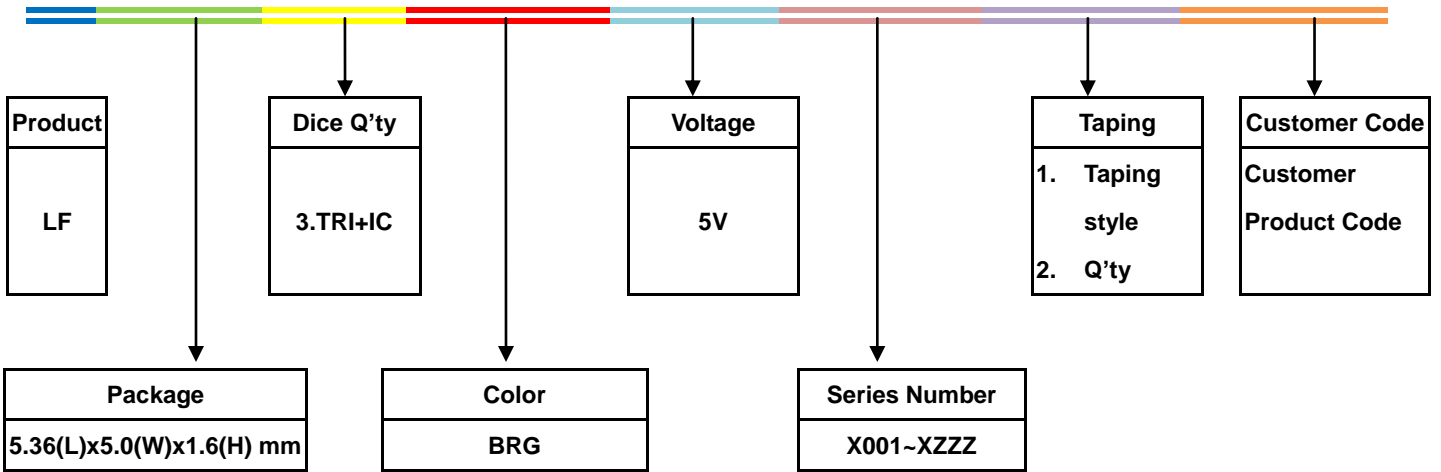 Product
LF
Dice Q’ty
3.TRI+IC
Voltage
5V
Taping
1. Taping
style
2. Q’ty
Customer Code
Customer
Product Code
Package
5.36(L)x5.0(W)x1.6(H) mm
Color
BRG
Series Number
X001~XZZZ